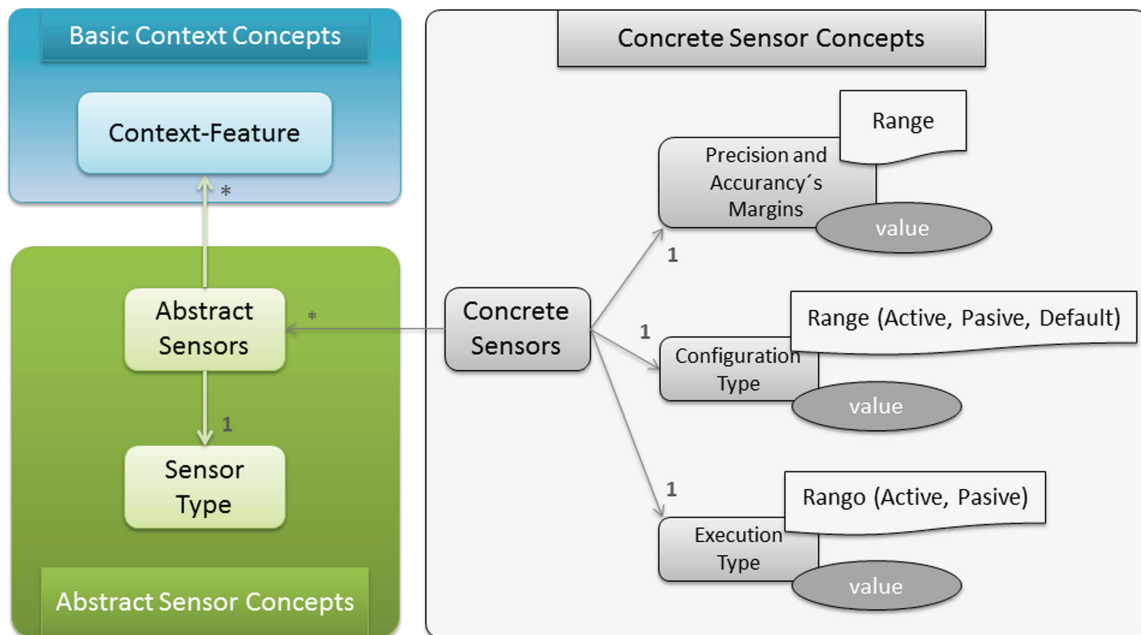 Basic Context Concepts
Context-Feature
*
Abstract
Sensors
1
Sensor
Type
Abstract Sensor Concepts
Concrete Sensor Concepts
Concrete
Sensors
*
1
Precision and
Accurancy´s
Margins
Range
value
1
Configuration
Type
Range (Active, Pasive, Default)
value
1
Execution
Type
Rango (Active, Pasive)
value